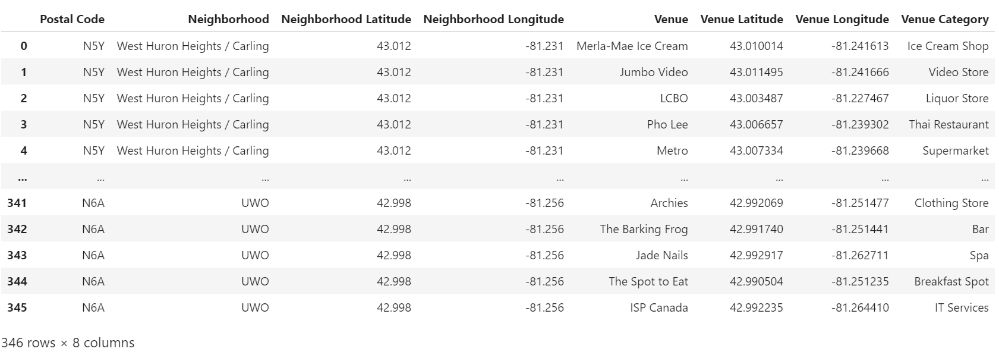 Postal Code Neighborhood Neighborhood Latitude Neighborhood Longitude Venue Venue Latitude Venue Longitude Venue Category
0 N5Y West Huron Heights / Carling 43.012 -81.231 Merla-Mae Ice Cream 43.010014 -81.241613 Ice Cream Shop
1 N5Y West Huron Heights / Carling 43.012 -81.231 Jumbo Video 43.011495 -81.241666 Video Store
2 N5Y West Huron Heights / Carling 43.012 -81.231 LCBO 43.003487 -81.227467 Liquor Store
3 N5Y West Huron Heights / Carling 43.012 -81.231 Pho Lee 43.006657 -81.239302 Thai Restaurant
4 N5Y West Huron Heights / Carling 43.012 -81.231 Metro 43.007334 -81.239668 Supermarket
... ... ... ... ... ... ... ... ...
341 N6A UWO 42.998 -81.256 Archies 42.992069 -81.251477 Clothing Store
342 N6A UWO 42.998 -81.256 The Barking Frog 42.991740 -81.251441 Bar
343 N6A UWO 42.998 -81.256 Jade Nails 42.992917 -81.262711 Spa
344 N6A UWO 42.998 -81.256 The Spot to Eat 42.990504 -81.251235 Breakfast Spot
345 N6A UWO 42.998 -81.256 ISP Canada 42.992235 -81.264410 IT Services
346 rows × 8 columns